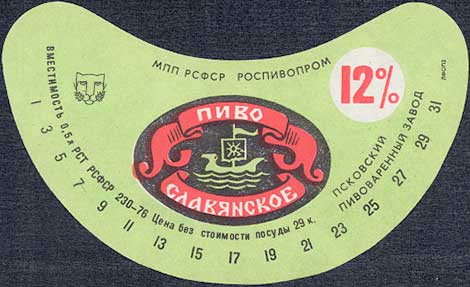 МПП РСФСР РОСПИВОПРОМ
12%
ПИВО
СЛАВЯНСКОЕ
ВМЕСТИМОСТЬ 0,5 л РСТ РСФСР 230-76 Цена без стоимости посуды 29 к.
ПСКОВСКИЙ
ПИВОВАРЕННЫЙ ЗАВОД
1 3 5 7 9 11 13 15 17 19 21 23 25 27 29 31